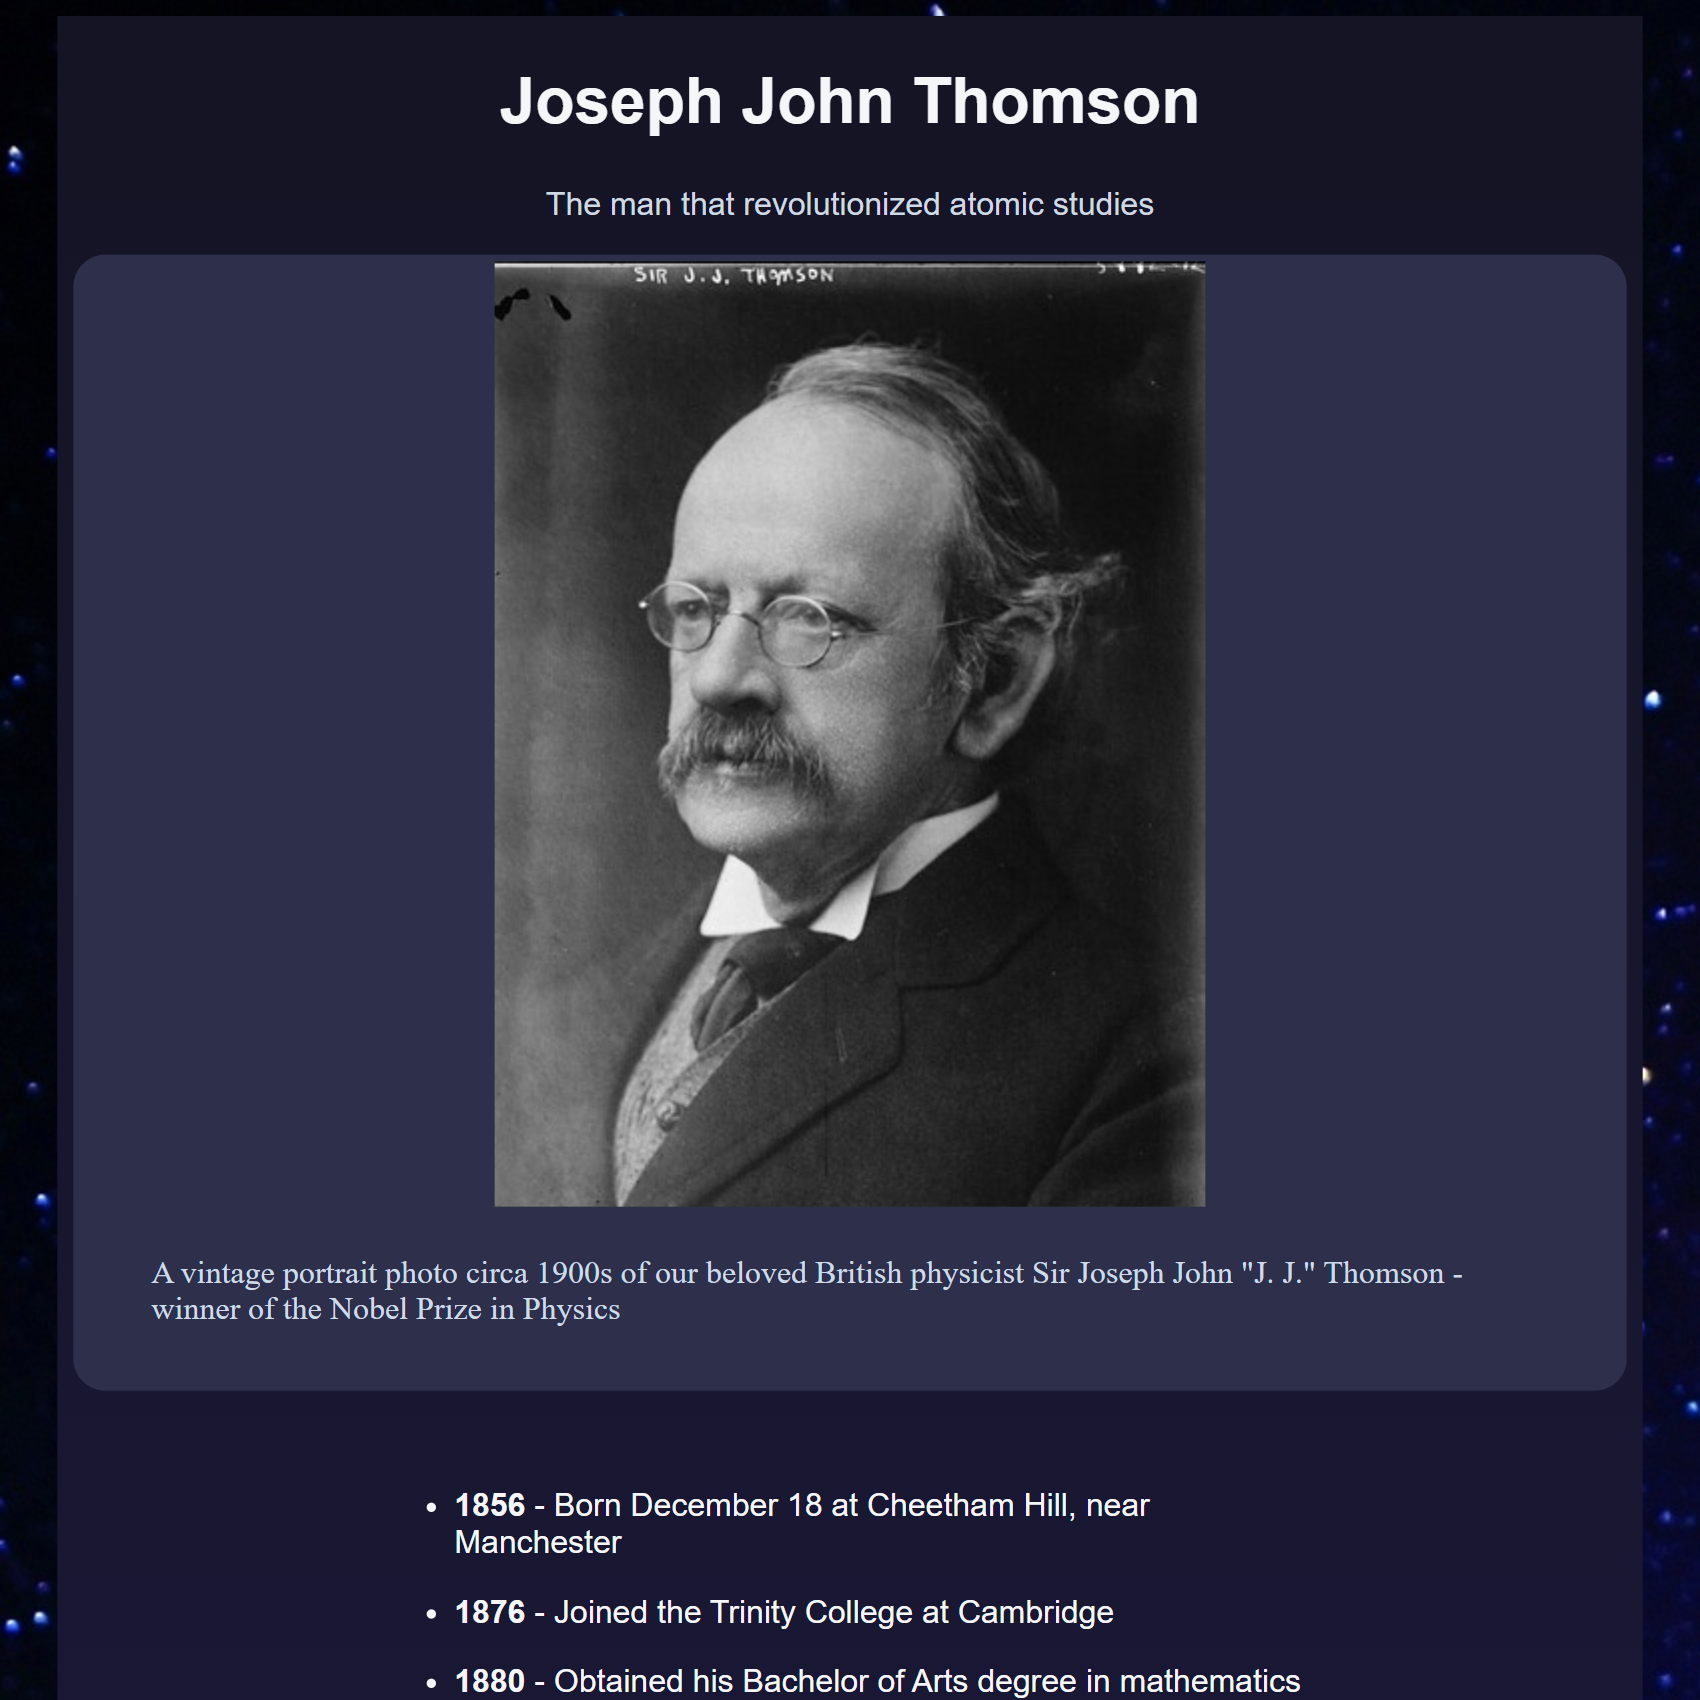 Joseph John Thomson
The man that revolutionized atomic studies
SIR J.J. THOMSON
A vintage portrait photo circa 1900s of our beloved British physicist Sir Joseph John "J. J." Thomson -
winner of the Nobel Prize in Physics
1856 - Born December 18 at Cheetham Hill, near
Manchester
1876 - Joined the Trinity College at Cambridge
1880 - Obtained his Bachelor of Arts degree in mathematics